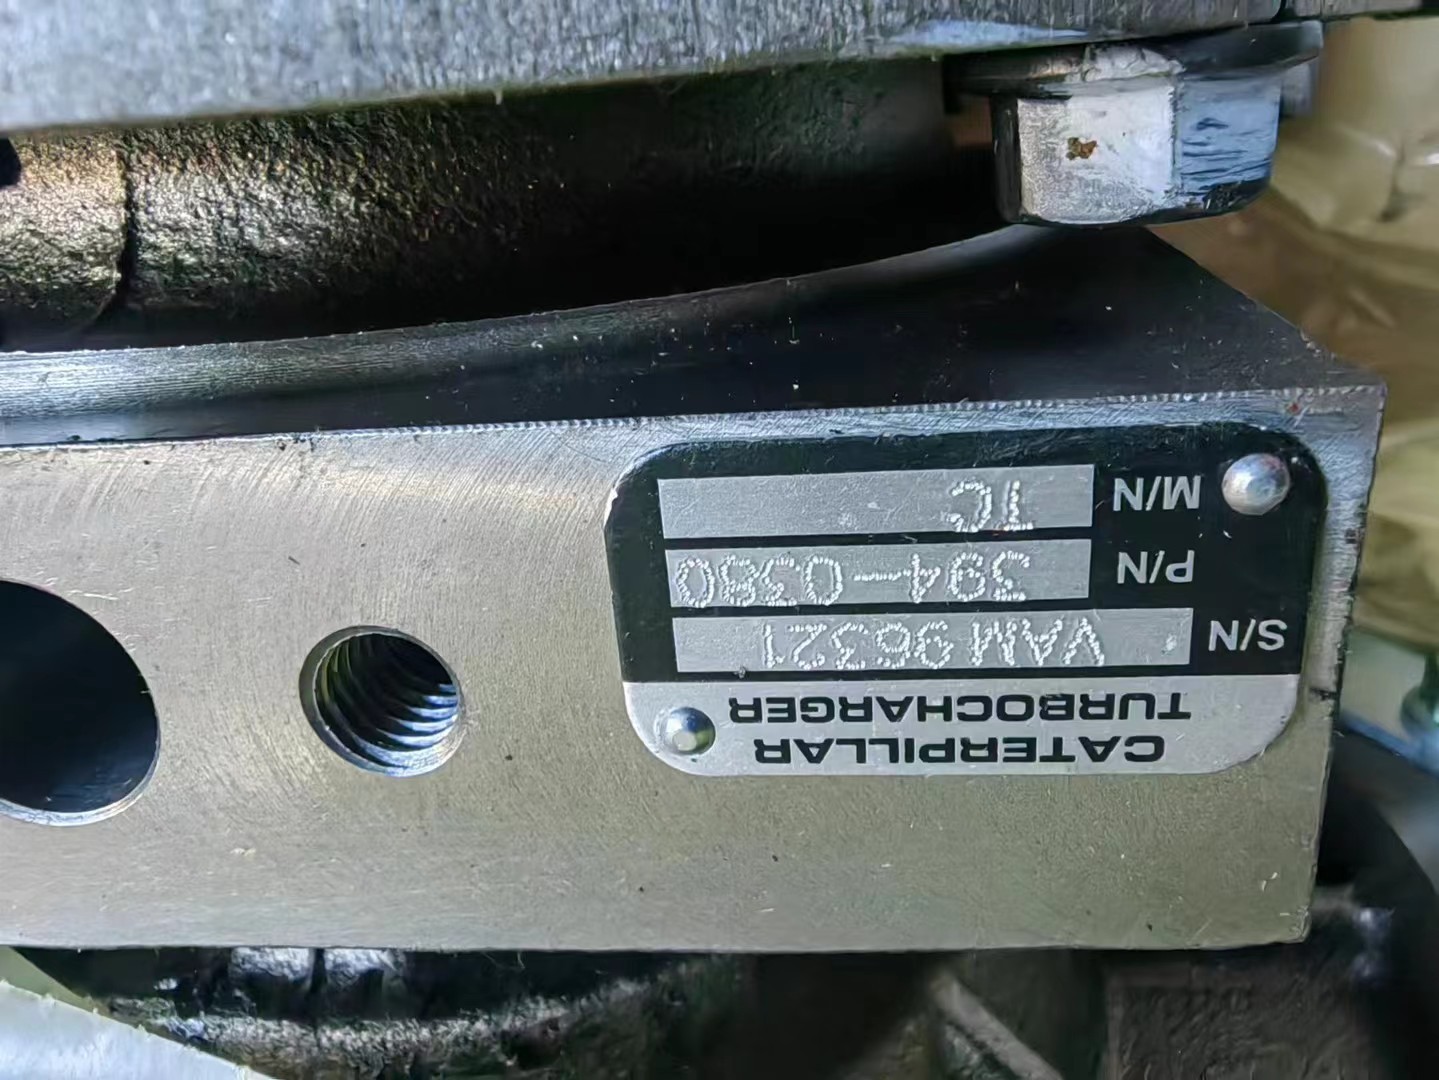 CATERPILLAR
TURBOCHARGER
S/N VAM96321
P/N 394-0380
M/N TC